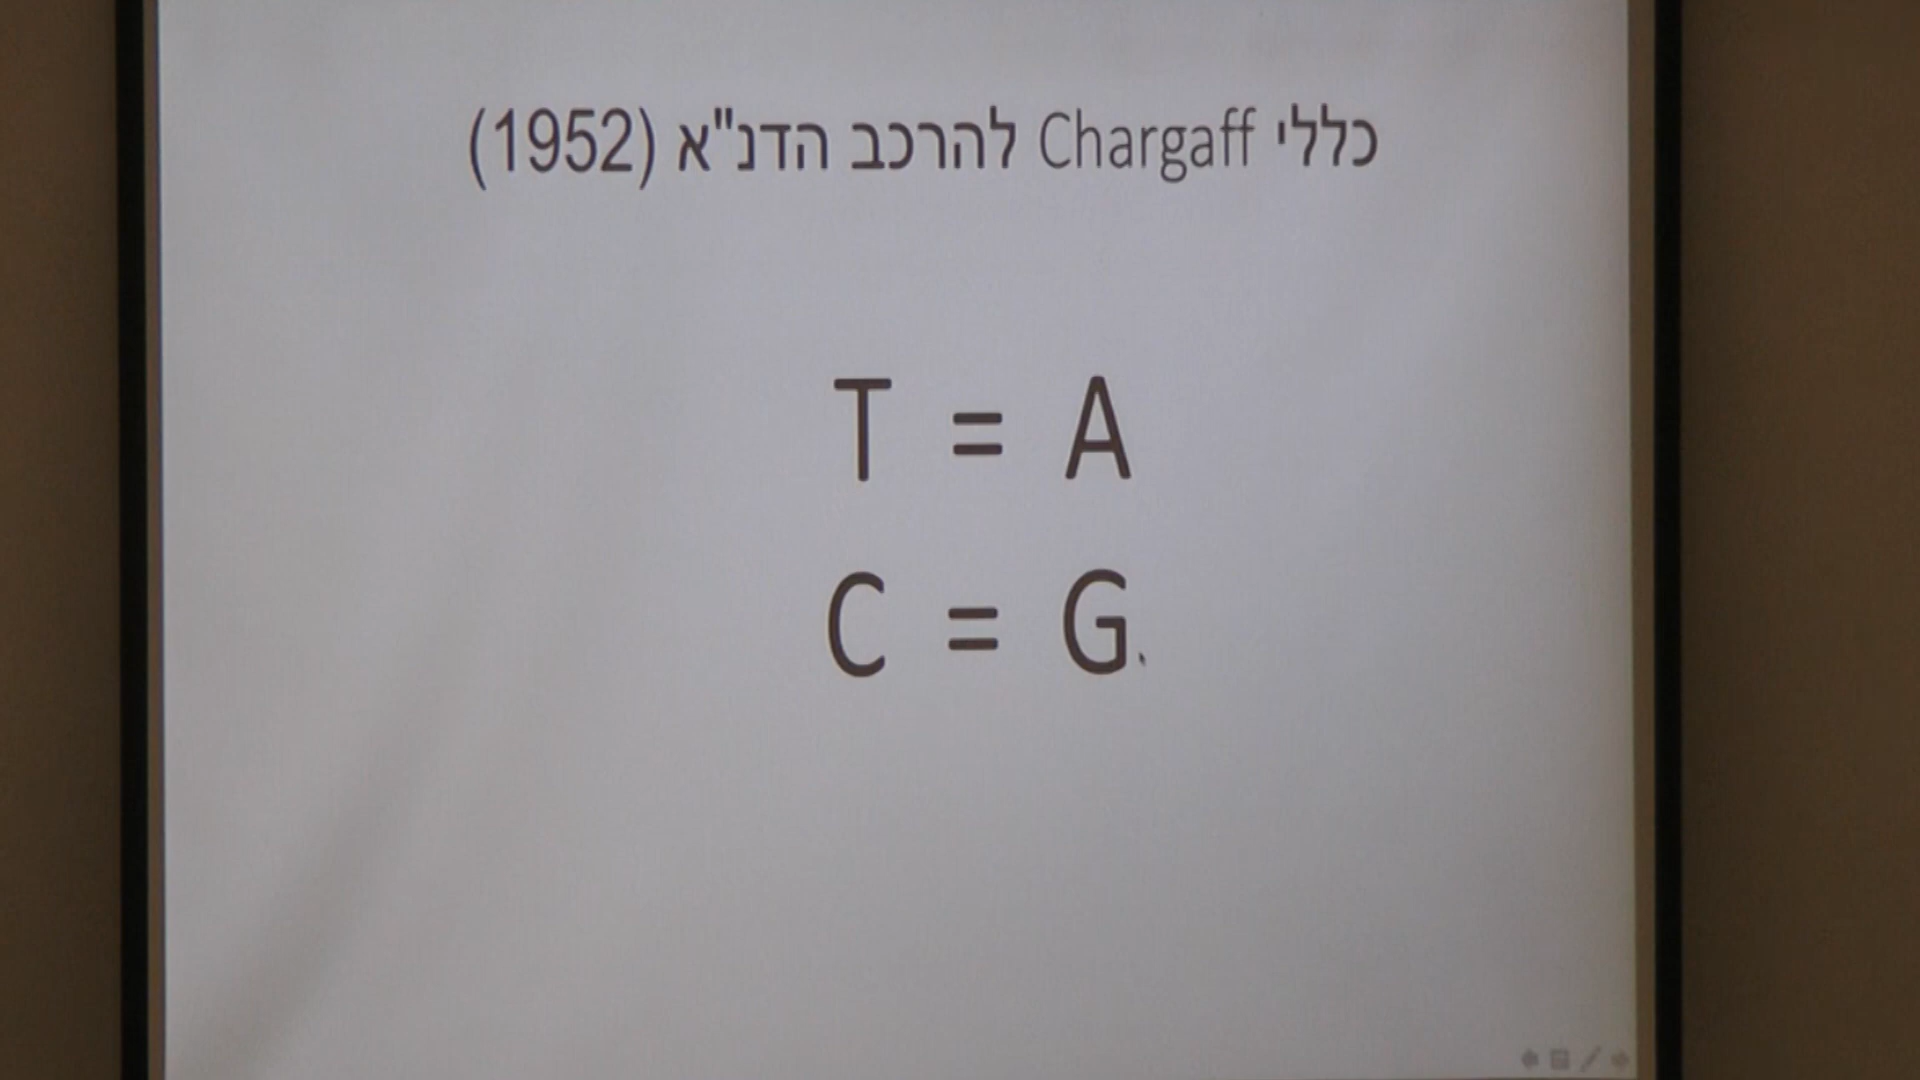 כללי Chargaff להרכב הדנ"א (1952)
T = A
C = G